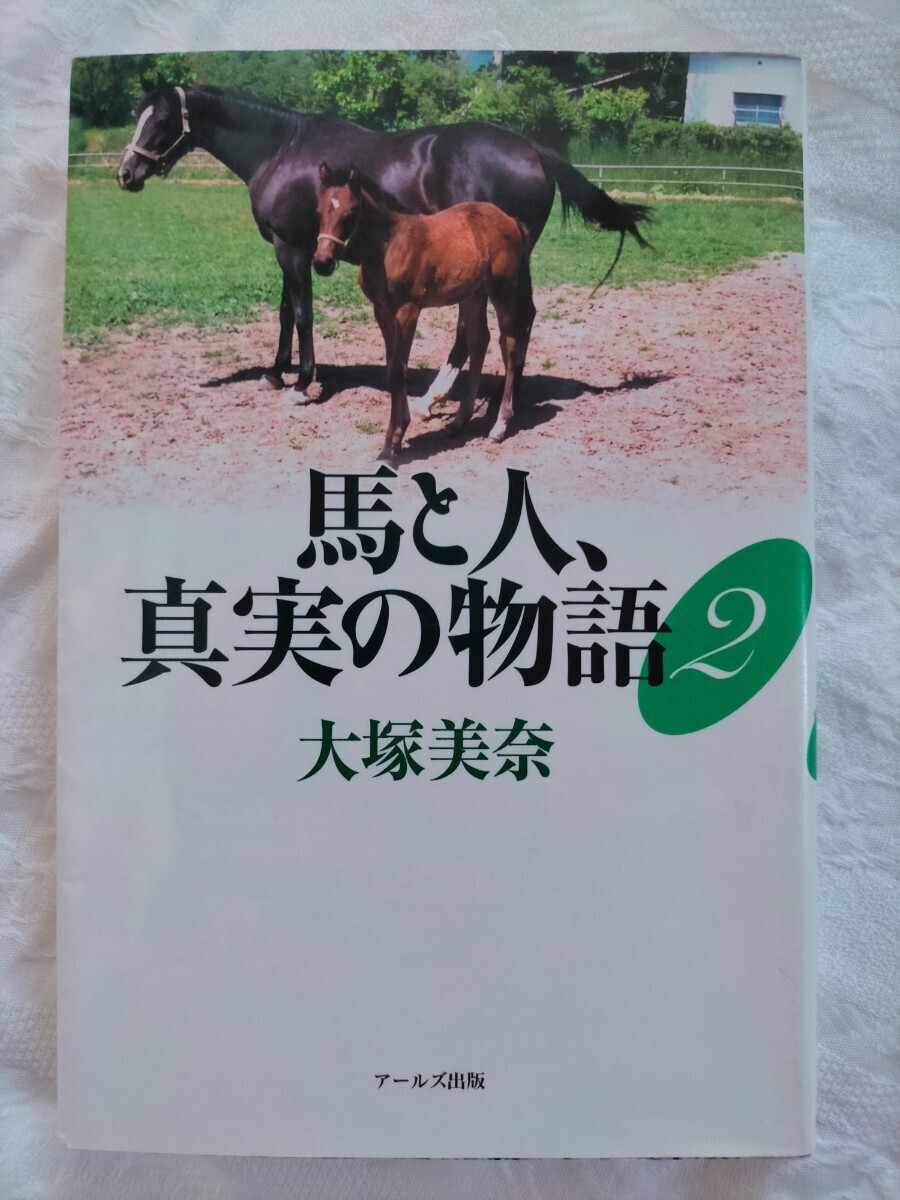 馬と人、
真実の物語2
大塚美奈
アールズ出版